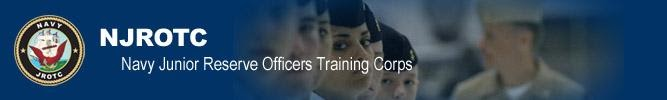 NAVY
JROTC
NJROTC
Navy Junior Reserve Officers Training Corps